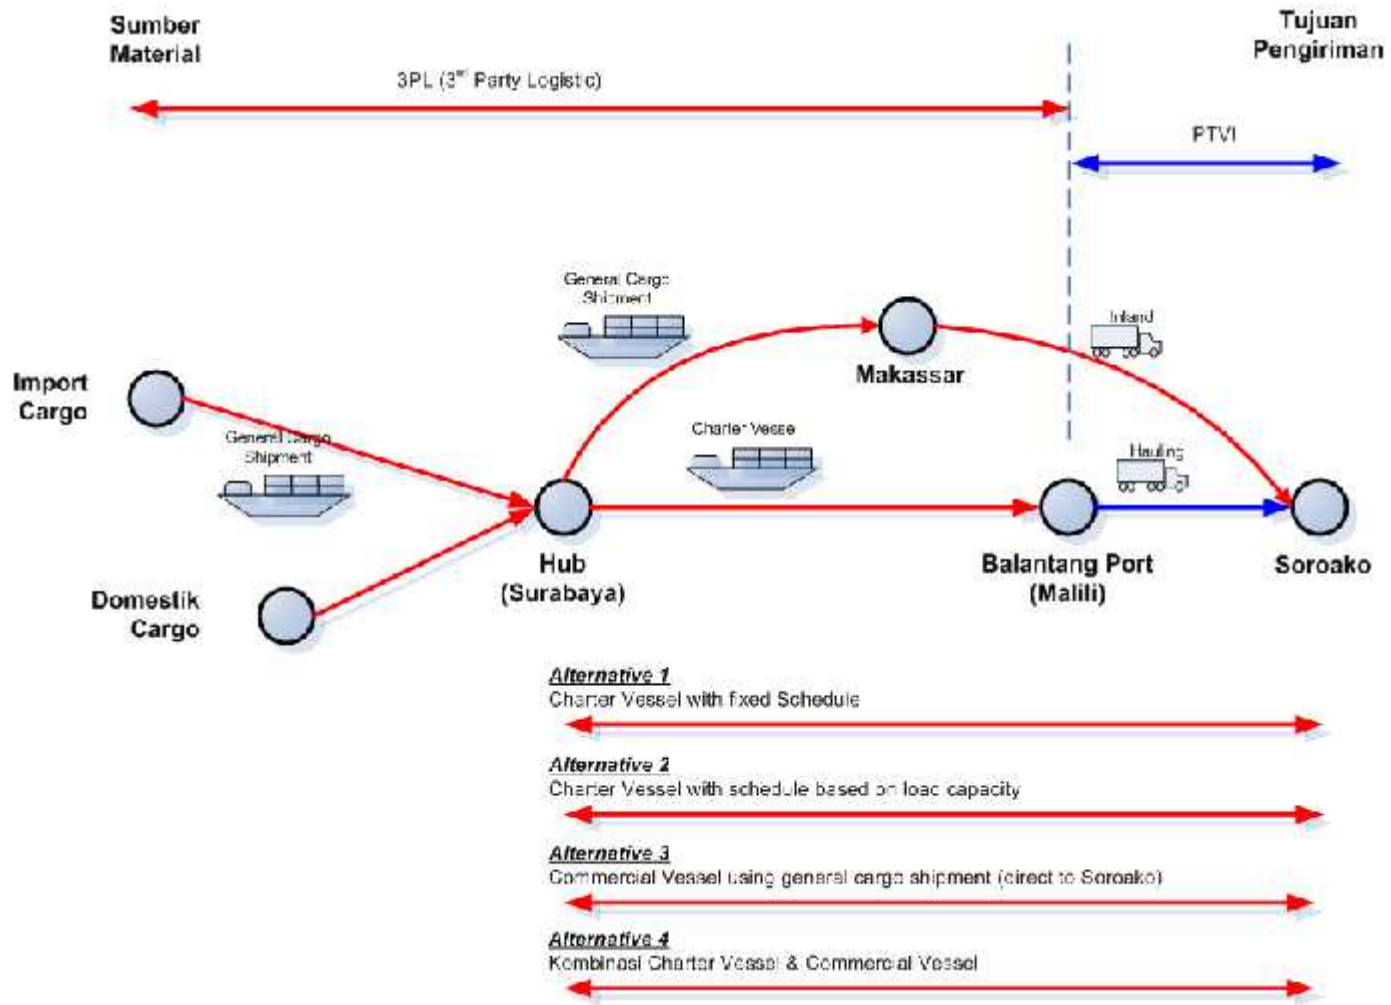 Sumber
Material
Tujuan
Pengiriman
3PL (3rd Party Logistic)
PTVI
General Cargo
Shipment
Inland
Makassar
Import
Cargo
General Cargo
Shipment
Charter Vesse
Hauling
Hub
(Surabaya)
Balantang Port
(Malili)
Soroako
Domestik
Cargo
Alternative 1
Charter Vessel with fixed Schedule
Alternative 2
Charter Vessel with schedule based on load capacity
Alternative 3
Commercial Vessel using general cargo shipment (direct to Soroako)
Alternative 4
Kombinasi Charter Vessel & Commercial Vessel